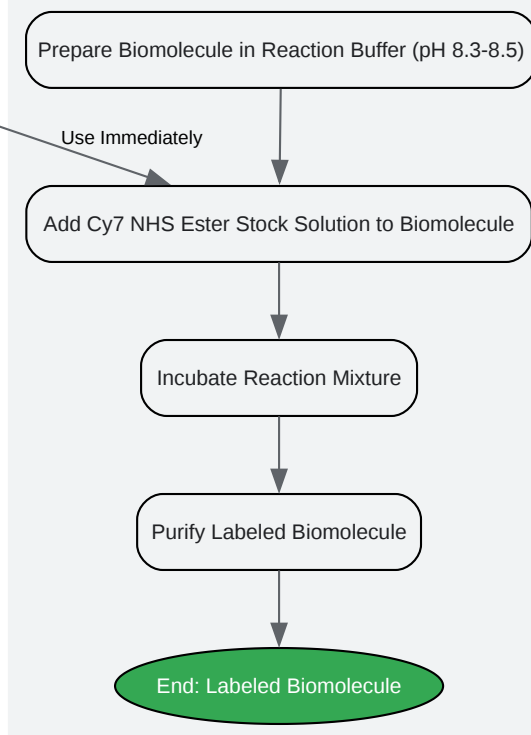 Prepare Biomolecule in Reaction Buffer (pH 8.3-8.5)
Use Immediately
Add Cy7 NHS Ester Stock Solution to Biomolecule
Incubate Reaction Mixture
Purify Labeled Biomolecule
End: Labeled Biomolecule